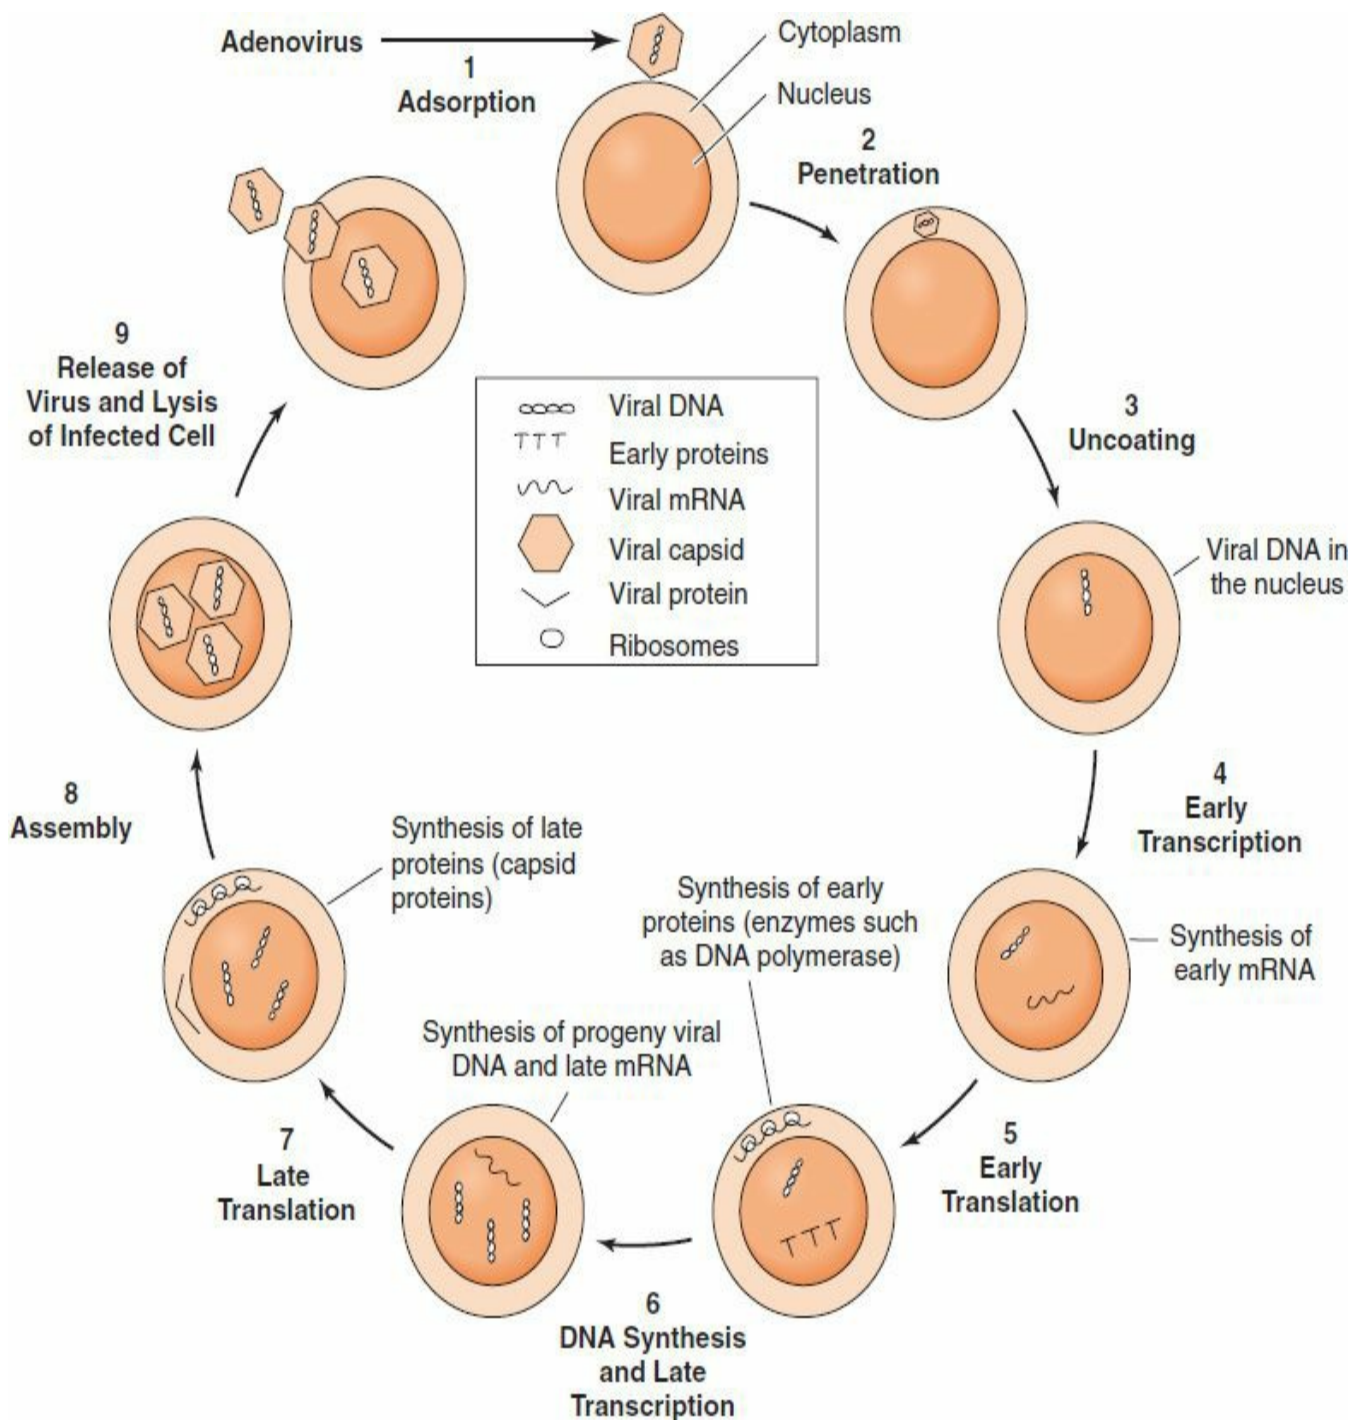 Adenovirus
1
Adsorption
Cytoplasm
Nucleus
2
Penetration
3
Uncoating
Viral DNA in
the nucleus
4
Early
Transcription
Synthesis of
early mRNA
5
Early
Translation
Synthesis of early
proteins (enzymes such
as DNA polymerase)
6
DNA Synthesis
and Late
Transcription
Synthesis of progeny viral
DNA and late mRNA
7
Late
Translation
Synthesis of late
proteins (capsid
proteins)
8
Assembly
9
Release of
Virus and Lysis
of Infected Cell
Viral DNA
Early proteins
Viral mRNA
Viral capsid
Viral protein
Ribosomes